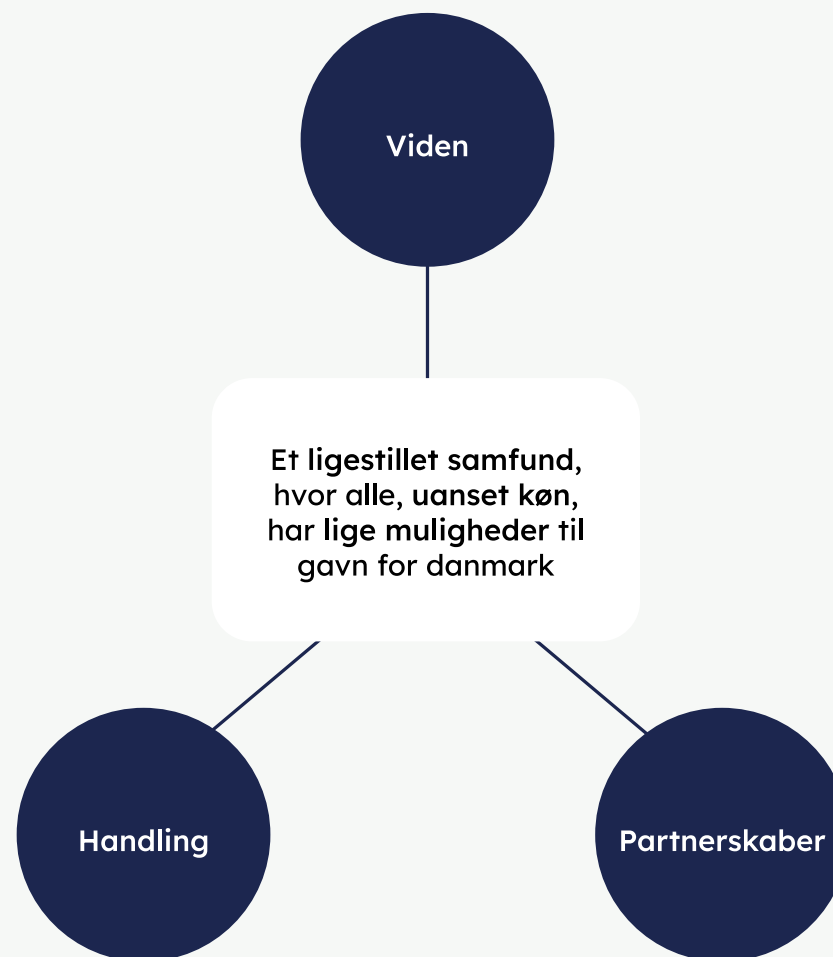 Viden
Et ligestillet samfund,
hvor alle, uanset køn,
har lige muligheder til
gavn for danmark
Handling
Partnerskaber